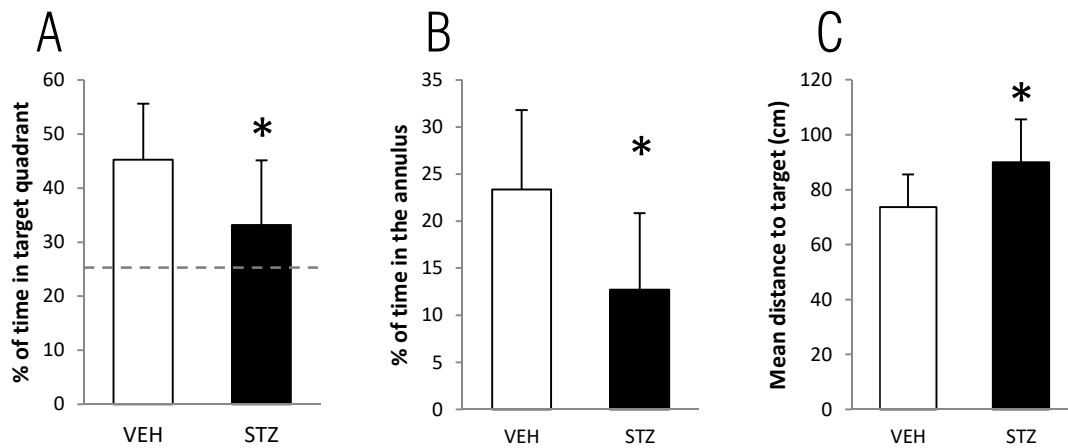 A
% of time in target quadrant
60
50
40
30
20
10
0
*
VEH STZ
B
% of time in the annulus
35
30
25
20
15
10
5
0
*
VEH STZ
C
Mean distance to target (cm)
120
100
80
60
40
20
0
*
VEH STZ